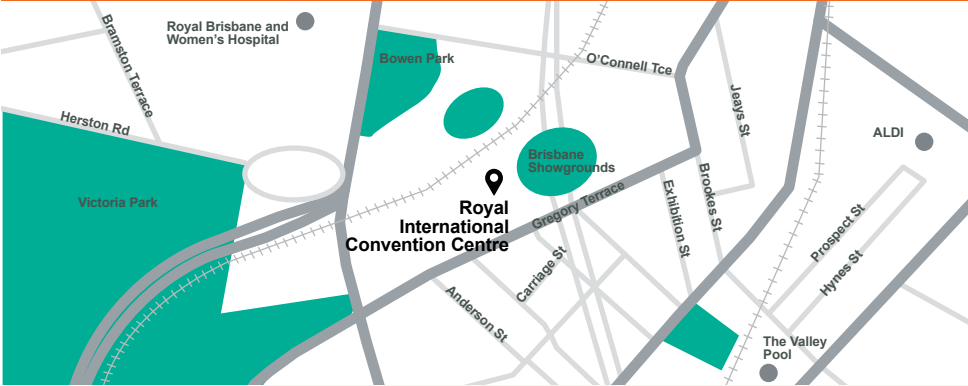 Royal Brisbane and
Women's Hospital
Bramston Terrace
Bowen Park
O'Connell Tce
Jeays St
Herston Rd
ALDI
Brisbane
Showgrounds
Victoria Park
Royal
International
Convention Centre
Gregory Terrace
Exhibition St
Brookes St
Prospect St
Hynes St
Carriage St
Anderson St
The Valley
Pool